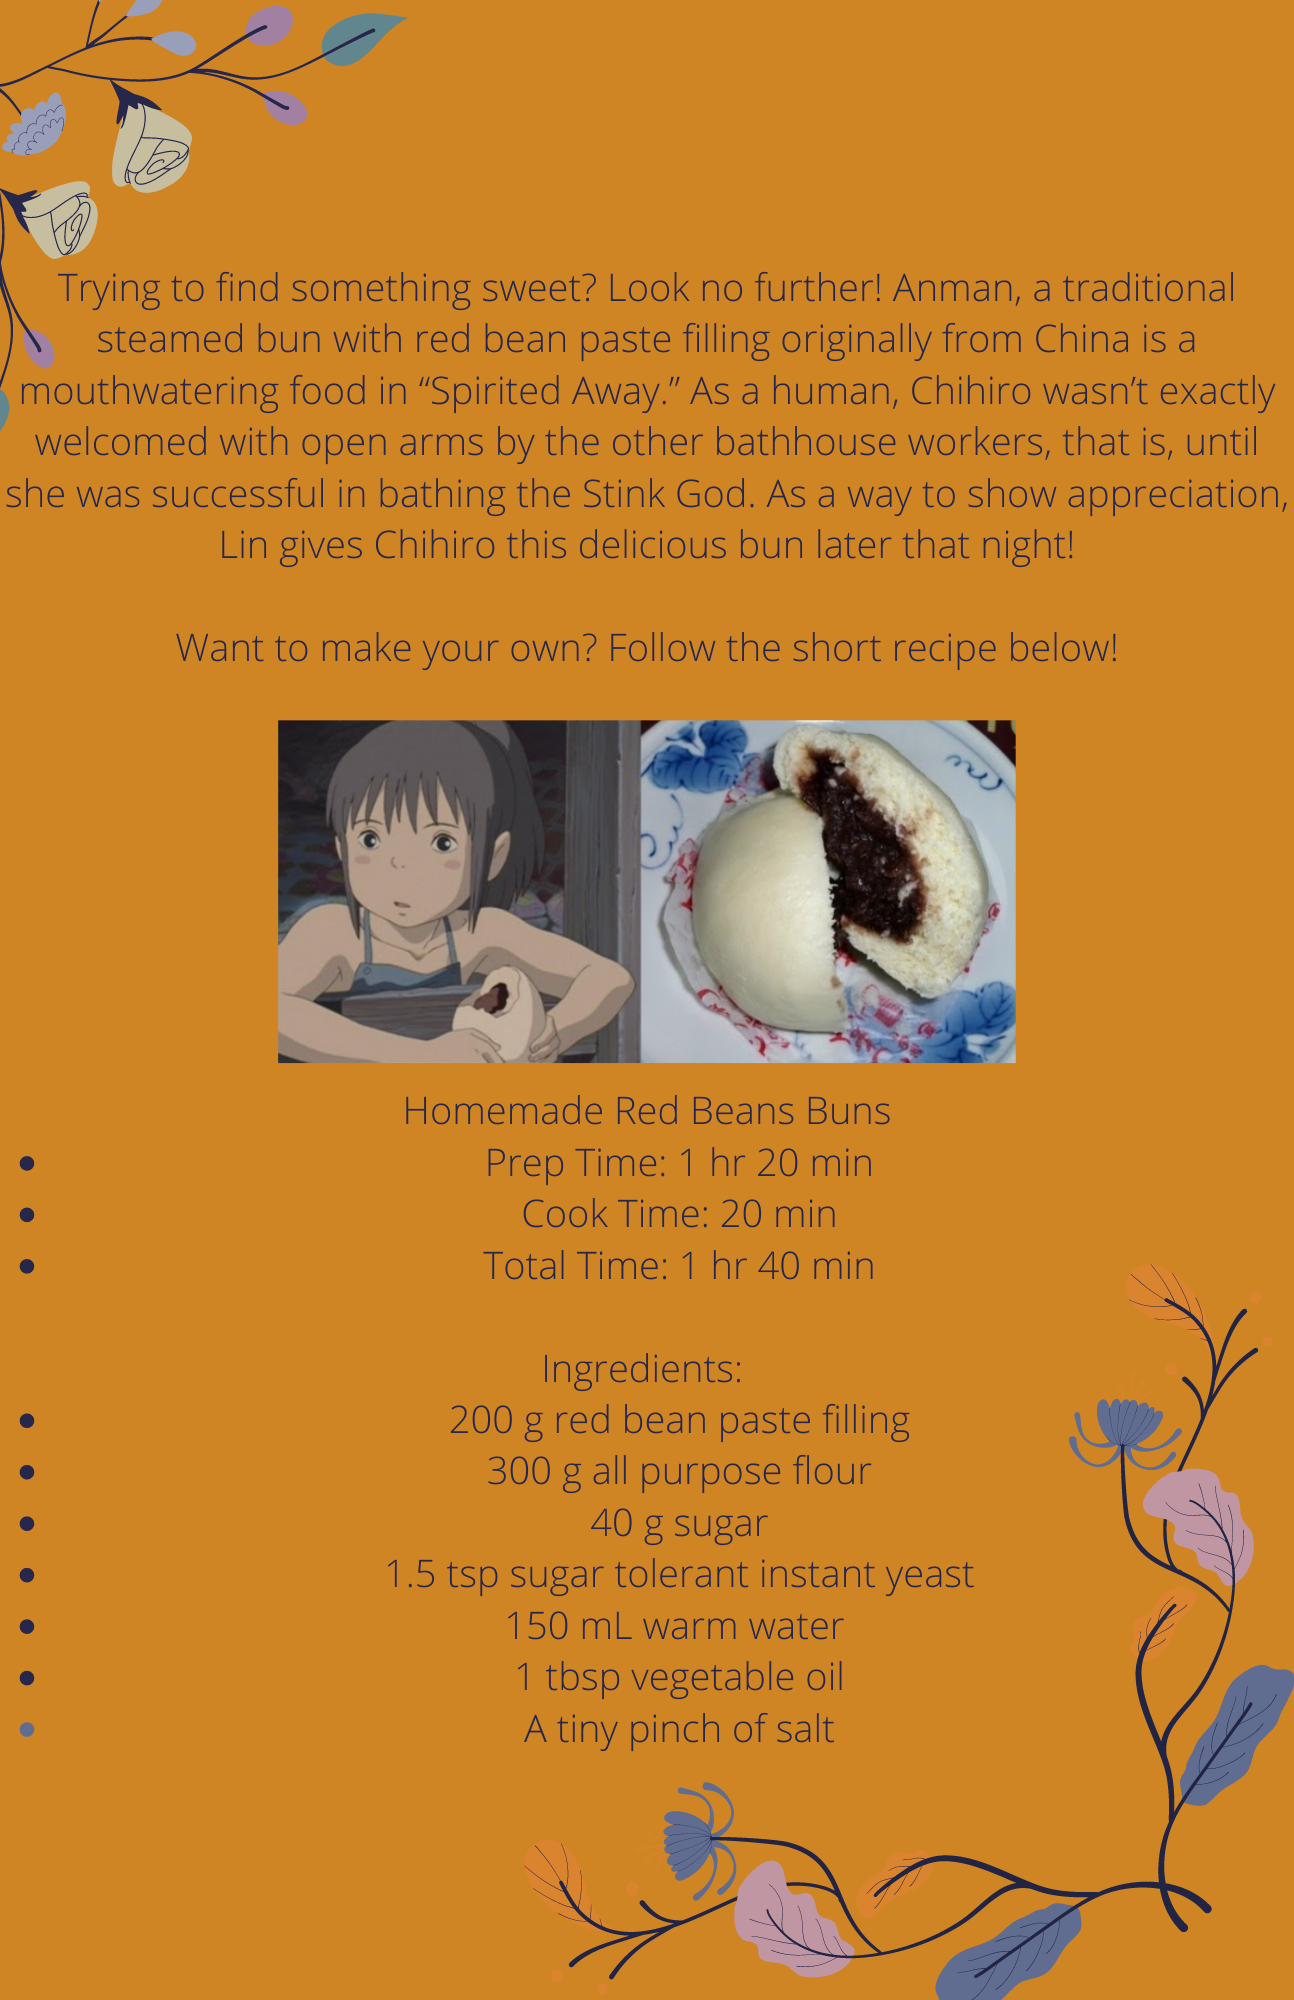 Trying to find something sweet? Look no further! Anman, a traditional
steamed bun with red bean paste filling originally from China is a
mouthwatering food in “Spirited Away.” As a human, Chihiro wasn’t exactly
welcomed with open arms by the other bathhouse workers, that is, until
she was successful in bathing the Stink God. As a way to show appreciation,
Lin gives Chihiro this delicious bun later that night!
Want to make your own? Follow the short recipe below!
Homemade Red Beans Buns
• Prep Time: 1 hr 20 min
• Cook Time: 20 min
• Total Time: 1 hr 40 min
Ingredients:
• 200 g red bean paste filling
• 300 g all purpose flour
• 40 g sugar
• 1.5 tsp sugar tolerant instant yeast
• 150 mL warm water
• 1 tbsp vegetable oil
• A tiny pinch of salt